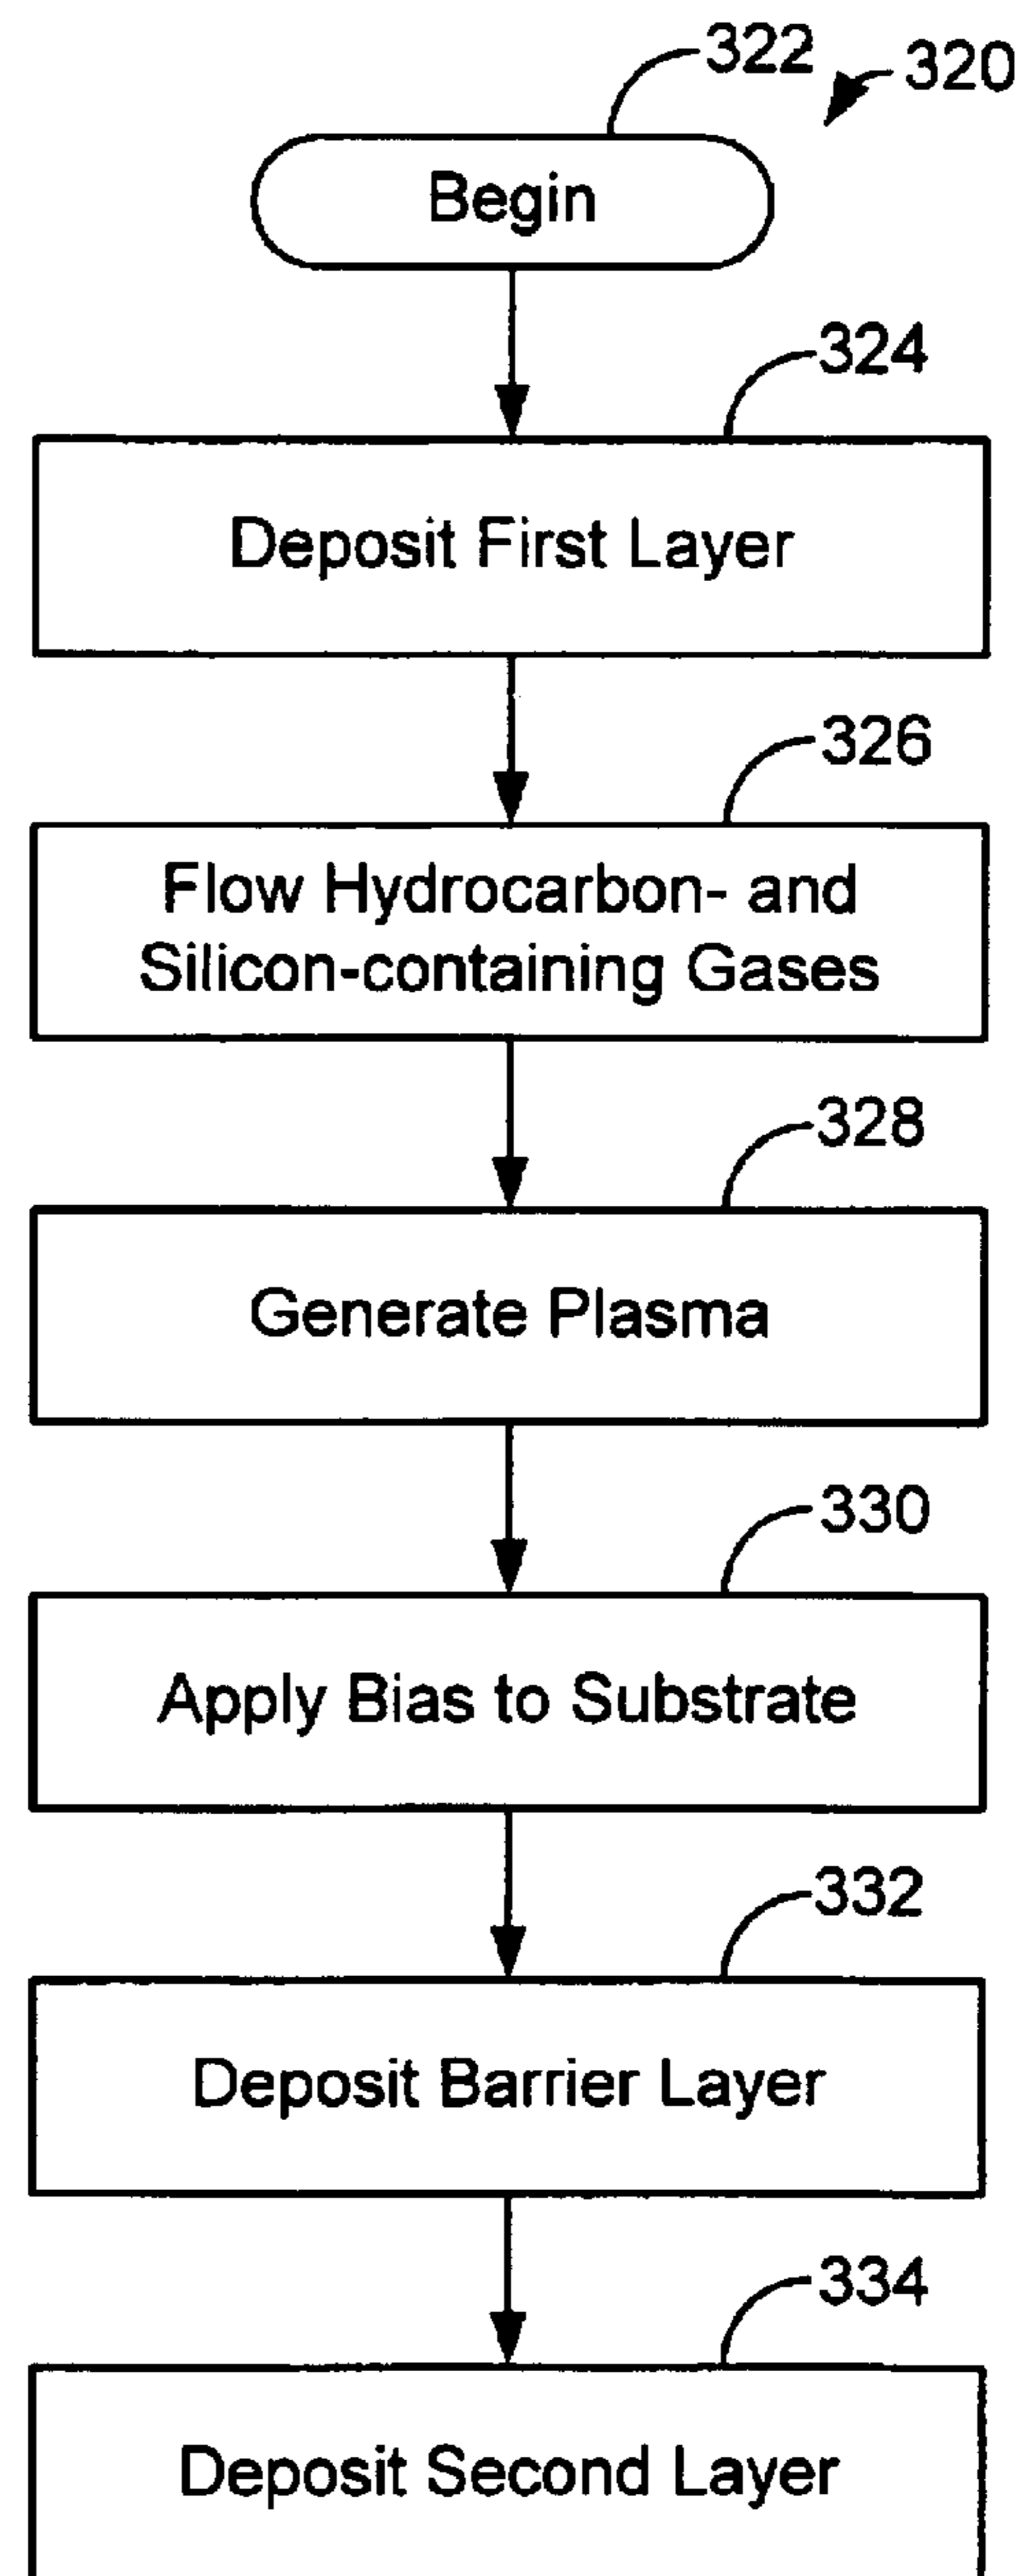 322
320
Begin
324
Deposit First Layer
326
Flow Hydrocarbon- and
Silicon-containing Gases
328
Generate Plasma
330
Apply Bias to Substrate
332
Deposit Barrier Layer
334
Deposit Second Layer